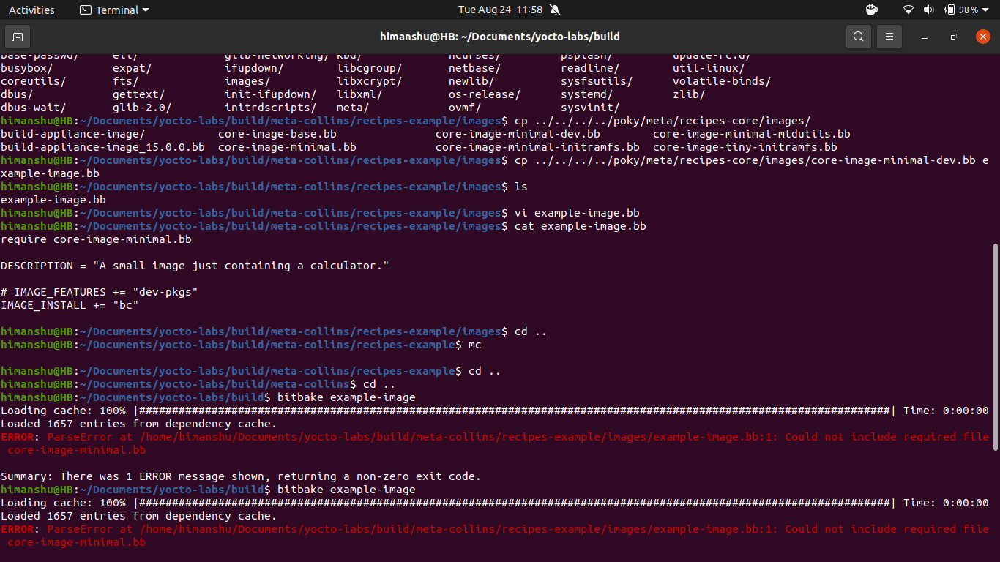 Activities Terminal Tue Aug 24 11:58 98%
himanshu@HB: ~/Documents/yocto-labs/build
base-passwd/ ell/ glib-networking/ kbd/ ncurses/ psplash/ update-rc.d/
busybox/ expat/ ifupdown/ libcgroup/ netbase/ readline/ util-linux/
coreutils/ fts/ images/ libxcrypt/ newlib/ sysfsutils/ volatile-binds/
dbus/ gettext/ init-ifupdown/ libxml/ os-release/ systemd/ zlib/
dbus-wait/ glib-2.0/ initrdscripts/ meta/ ovmf/ sysvinit/
himanshu@HB:~/Documents/yocto-labs/build/meta-collins/recipes-example/images$ cp ../../../../poky/meta/recipes-core/images/
build-appliance-image/ core-image-base.bb core-image-minimal-dev.bb core-image-minimal-mtdutils.bb
build-appliance-image_15.0.0.bb core-image-minimal.bb core-image-minimal-initramfs.bb core-image-tiny-initramfs.bb
himanshu@HB:~/Documents/yocto-labs/build/meta-collins/recipes-example/images$ cp ../../../../poky/meta/recipes-core/images/core-image-minimal-dev.bb e
xample-image.bb
himanshu@HB:~/Documents/yocto-labs/build/meta-collins/recipes-example/images$ ls
example-image.bb
himanshu@HB:~/Documents/yocto-labs/build/meta-collins/recipes-example/images$ vi example-image.bb
himanshu@HB:~/Documents/yocto-labs/build/meta-collins/recipes-example/images$ cat example-image.bb
require core-image-minimal.bb
DESCRIPTION = "A small image just containing a calculator."
# IMAGE_FEATURES += "dev-pkgs"
IMAGE_INSTALL += "bc"
himanshu@HB:~/Documents/yocto-labs/build/meta-collins/recipes-example/images$ cd ..
himanshu@HB:~/Documents/yocto-labs/build/meta-collins/recipes-example$ mc
himanshu@HB:~/Documents/yocto-labs/build/meta-collins/recipes-example$ cd ..
himanshu@HB:~/Documents/yocto-labs/build/meta-collins$ cd ..
himanshu@HB:~/Documents/yocto-labs/build$ bitbake example-image
Loading cache: 100% |##################################################################################################################| Time: 0:00:00
Loaded 1657 entries from dependency cache.
ERROR: ParseError at /home/himanshu/Documents/yocto-labs/build/meta-collins/recipes-example/images/example-image.bb:1: Could not include required file
core-image-minimal.bb
Summary: There was 1 ERROR message shown, returning a non-zero exit code.
himanshu@HB:~/Documents/yocto-labs/build$ bitbake example-image
Loading cache: 100% |##################################################################################################################| Time: 0:00:00
Loaded 1657 entries from dependency cache.
ERROR: ParseError at /home/himanshu/Documents/yocto-labs/build/meta-collins/recipes-example/images/example-image.bb:1: Could not include required file
core-image-minimal.bb